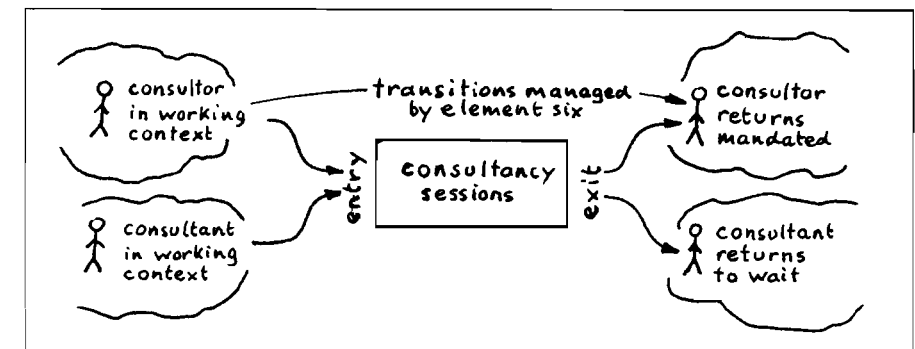 consultor
in working
context
transitions managed
by element six
consultor
returns
mandated
entry
consultancy
sessions
exit
consultant
in working
context
consultant
returns
to wait